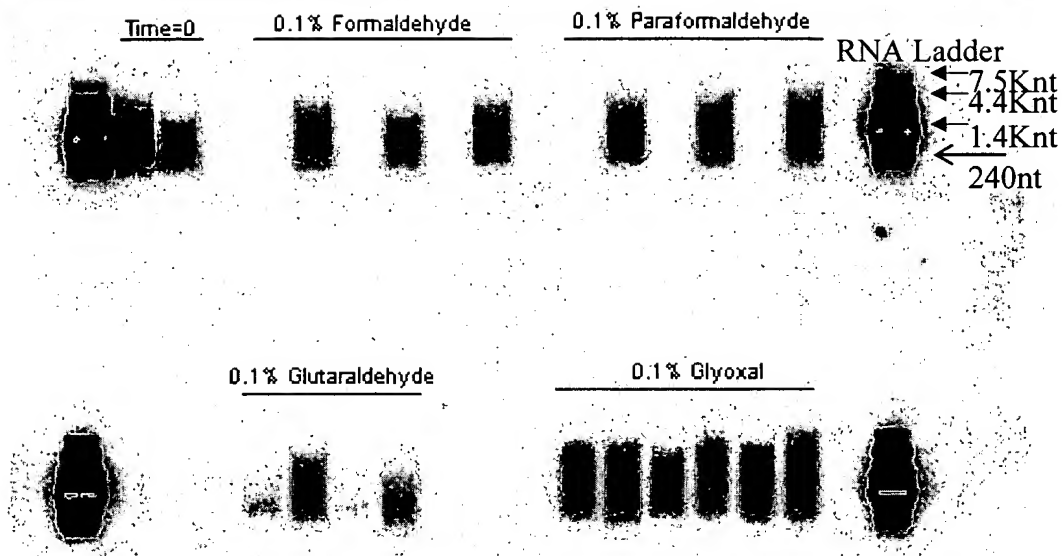 Time=0
0.1% Formaldehyde
0.1% Paraformaldehyde
RNA Ladder
7.5Knt
4.4Knt
1.4Knt
240nt
0.1% Glutaraldehyde
0.1% Glyoxal